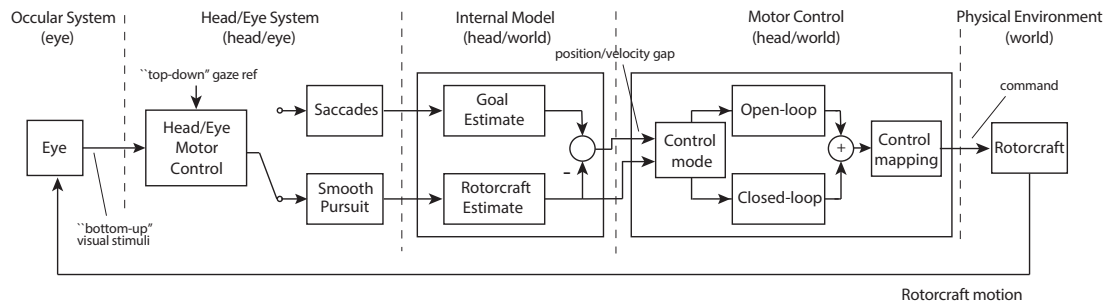 Occular System
(eye)
Head/Eye System
(head/eye)
Internal Model
(head/world)
Motor Control
(head/world)
Physical Environment
(world)
position/velocity gap
``top-down” gaze ref
command
Eye
Head/Eye
Motor
Control
Saccades
Smooth
Pursuit
Goal
Estimate
Rotorcraft
Estimate
-
Control
mode
Open-loop
Closed-loop
+
Control
mapping
Rotorcraft
``bottom-up”
visual stimuli
Rotorcraft motion